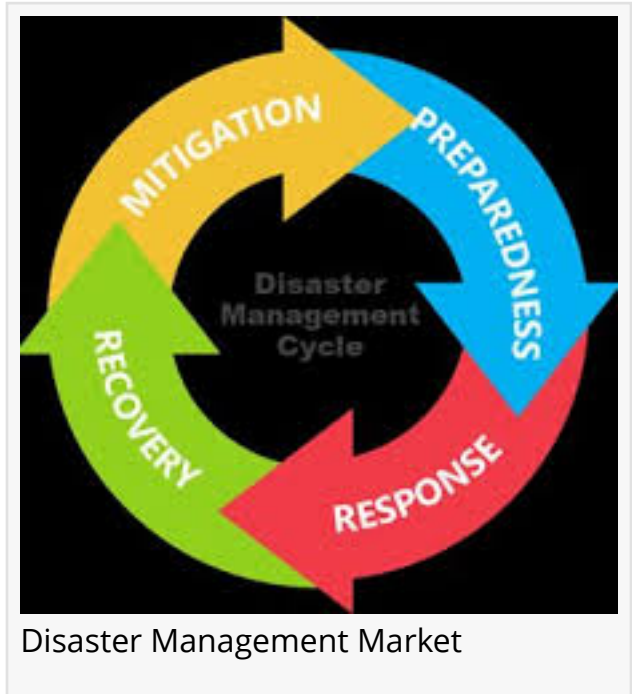 MITIGATION
PREPAREDNESS
Disaster
Management
Cycle
RECOVERY
RESPONSE
Disaster Management Market